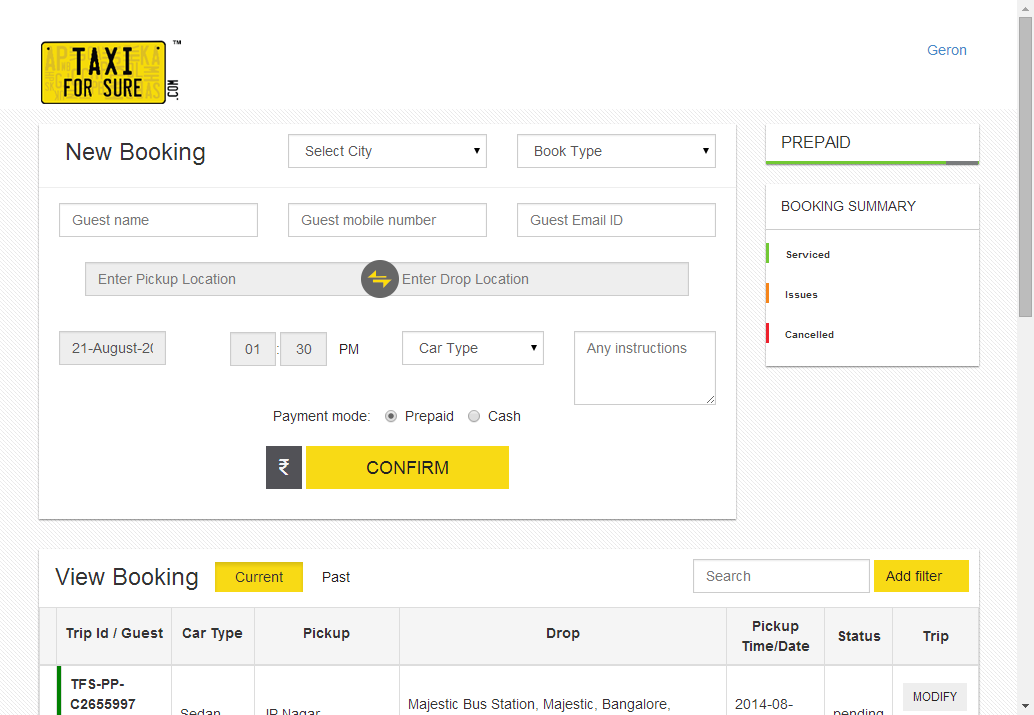 TAXI
FOR SURE
.COM
™
Geron
New Booking
Select City
Book Type
PREPAID
Guest name
Guest mobile number
Guest Email ID
BOOKING SUMMARY
Enter Pickup Location
Enter Drop Location
Serviced
Issues
Cancelled
21-August-20
01 : 30 PM
Car Type
Any instructions
Payment mode: Prepaid Cash
₹ CONFIRM
View Booking
Current
Past
Search
Add filter
Trip Id / Guest
Car Type
Pickup
Drop
Pickup
Time/Date
Status
Trip
TFS-PP-
C2655997
Sedan
JP Nagar
Majestic Bus Station, Majestic, Bangalore,
2014-08-
pending
MODIFY